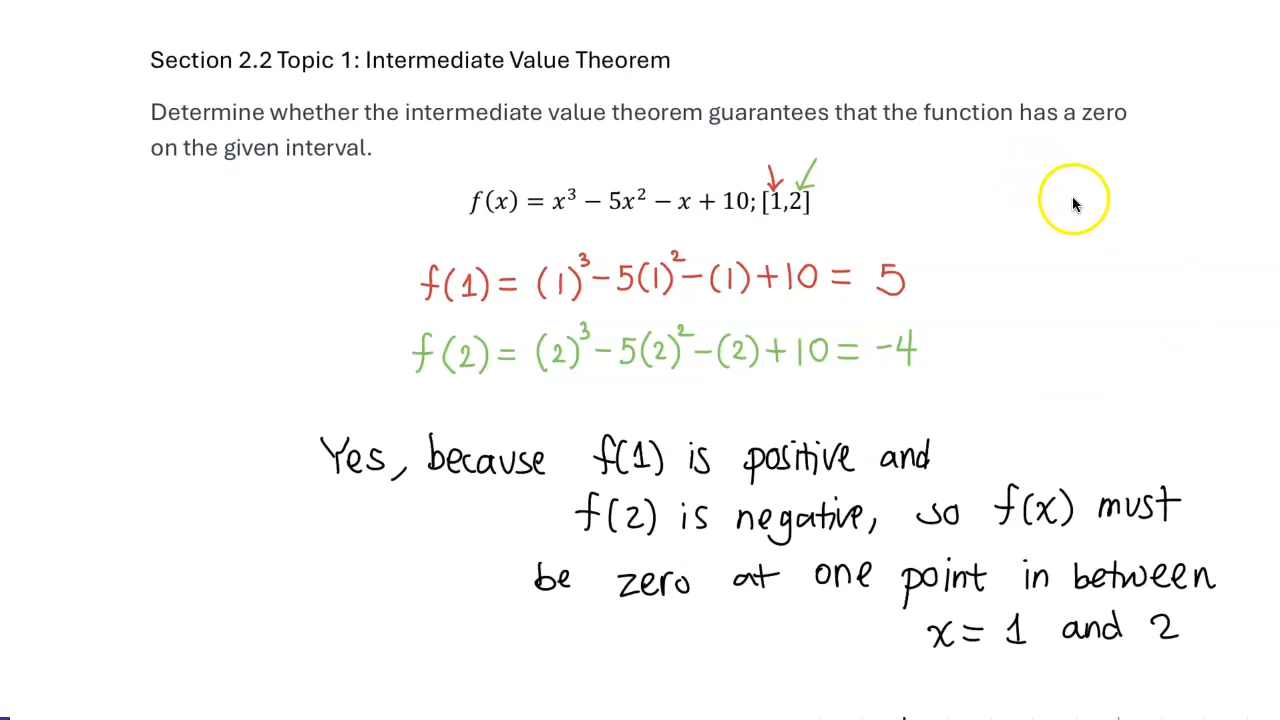 Section 2.2 Topic 1: Intermediate Value Theorem
Determine whether the intermediate value theorem guarantees that the function has a zero
on the given interval.
f(x) = x³ − 5x² − x + 10; [1,2]
f(1) = (1)³ − 5(1)² − (1) + 10 = 5
f(2) = (2)³ − 5(2)² − (2) + 10 = −4
Yes, because f(1) is positive and
f(2) is negative, so f(x) must
be zero at one point in between
x = 1 and 2